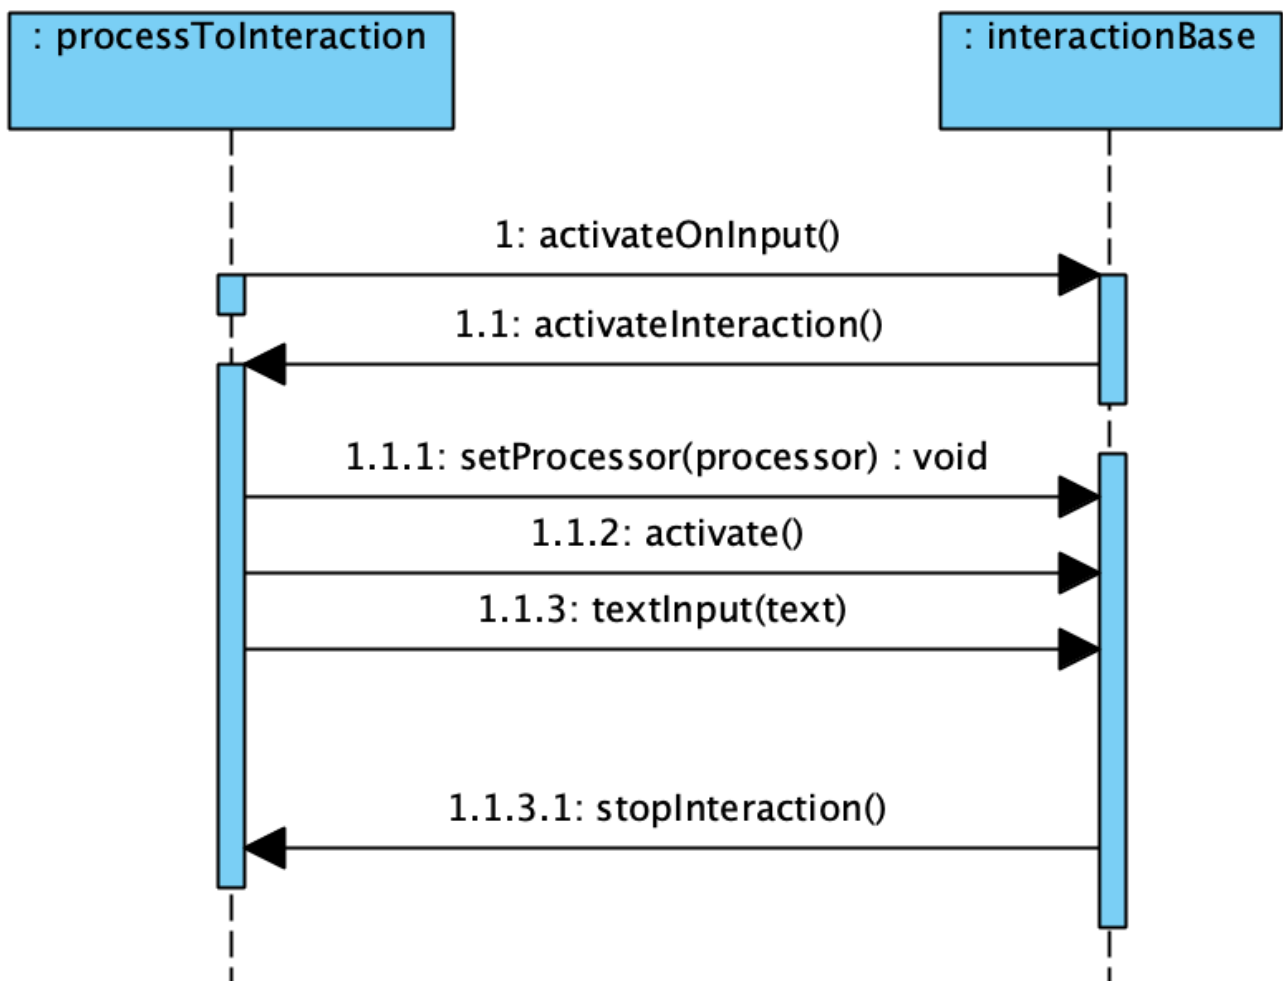 : processToInteraction
: interactionBase
1: activateOnInput()
1.1: activateInteraction()
1.1.1: setProcessor(processor) : void
1.1.2: activate()
1.1.3: textInput(text)
1.1.3.1: stopInteraction()